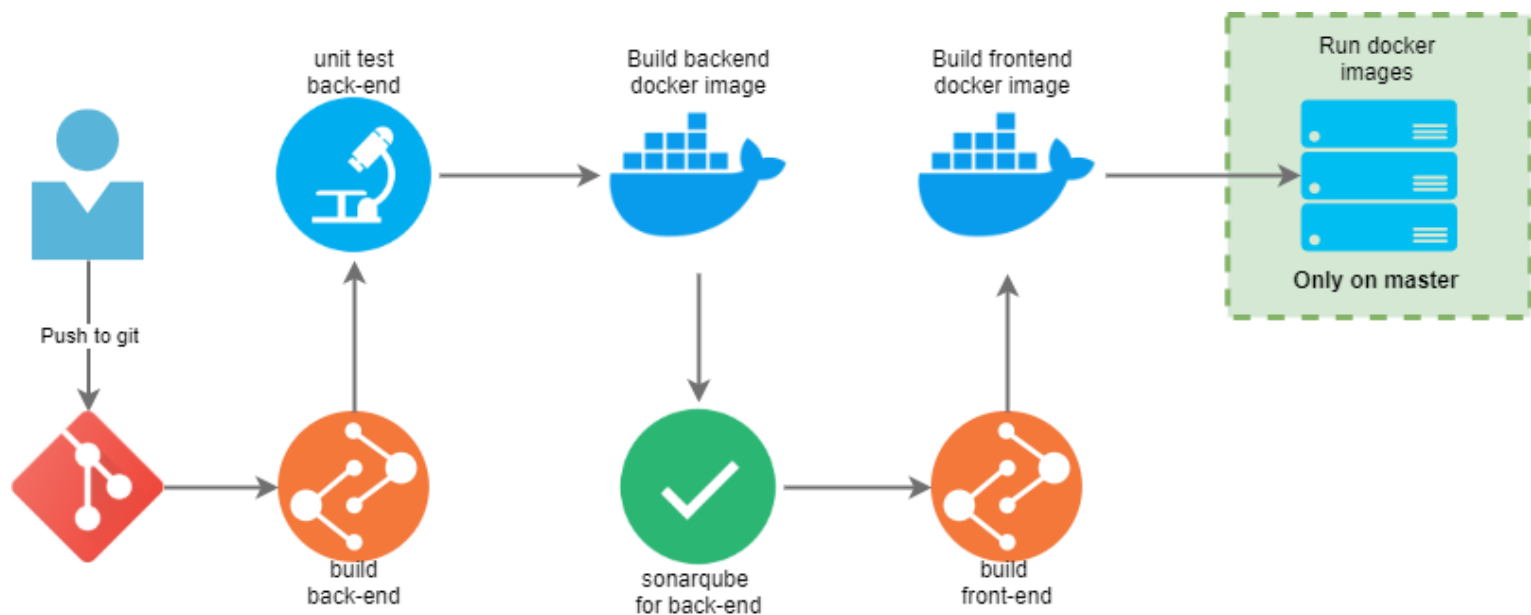 unit test
back-end
Build backend
docker image
Build frontend
docker image
Run docker
images
Only on master
Push to git
build
back-end
sonarqube
for back-end
build
front-end